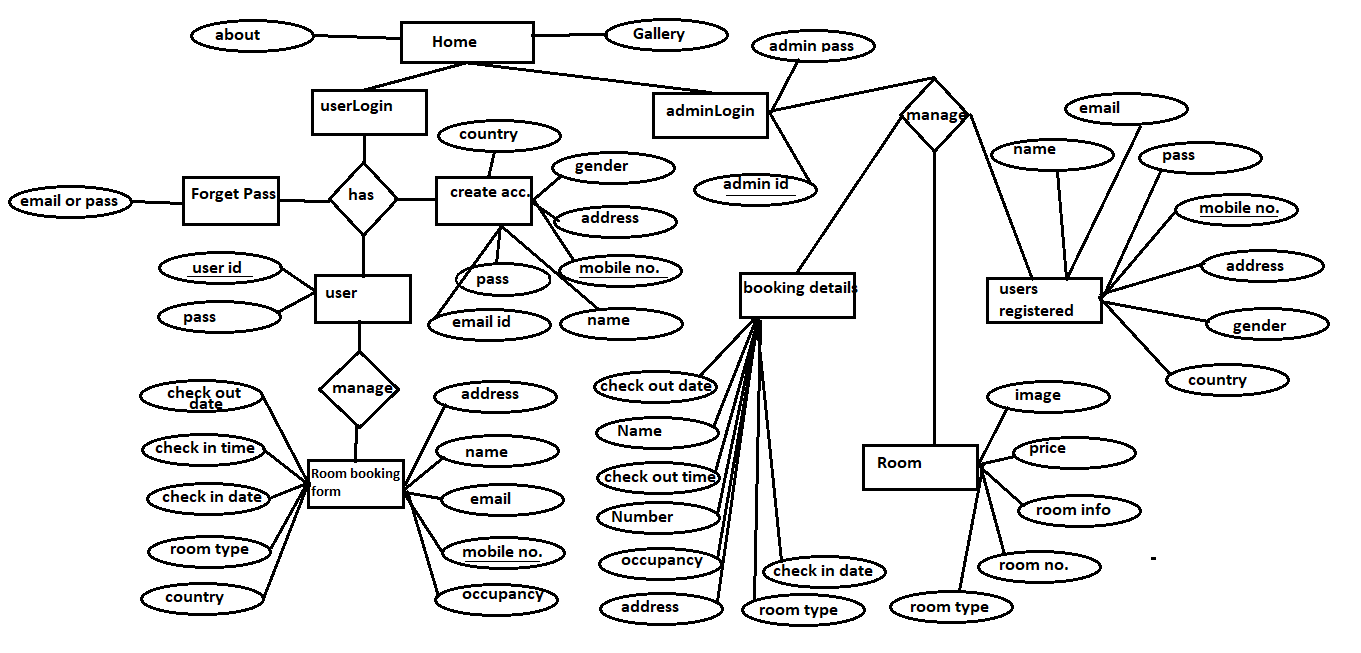 about
Home
Gallery
admin pass
userLogin
adminLogin
manage
email
country
name
pass
gender
Forget Pass
has
create acc.
admin id
email or pass
address
mobile no.
user id
mobile no.
address
user
pass
booking details
users
registered
pass
email id
name
gender
check out
date
manage
address
check out date
country
image
Name
check in time
name
price
Room booking
form
Room
check out time
check in date
email
room info
Number
room type
mobile no.
occupancy
check in date
room no.
country
occupancy
address
room type
room type